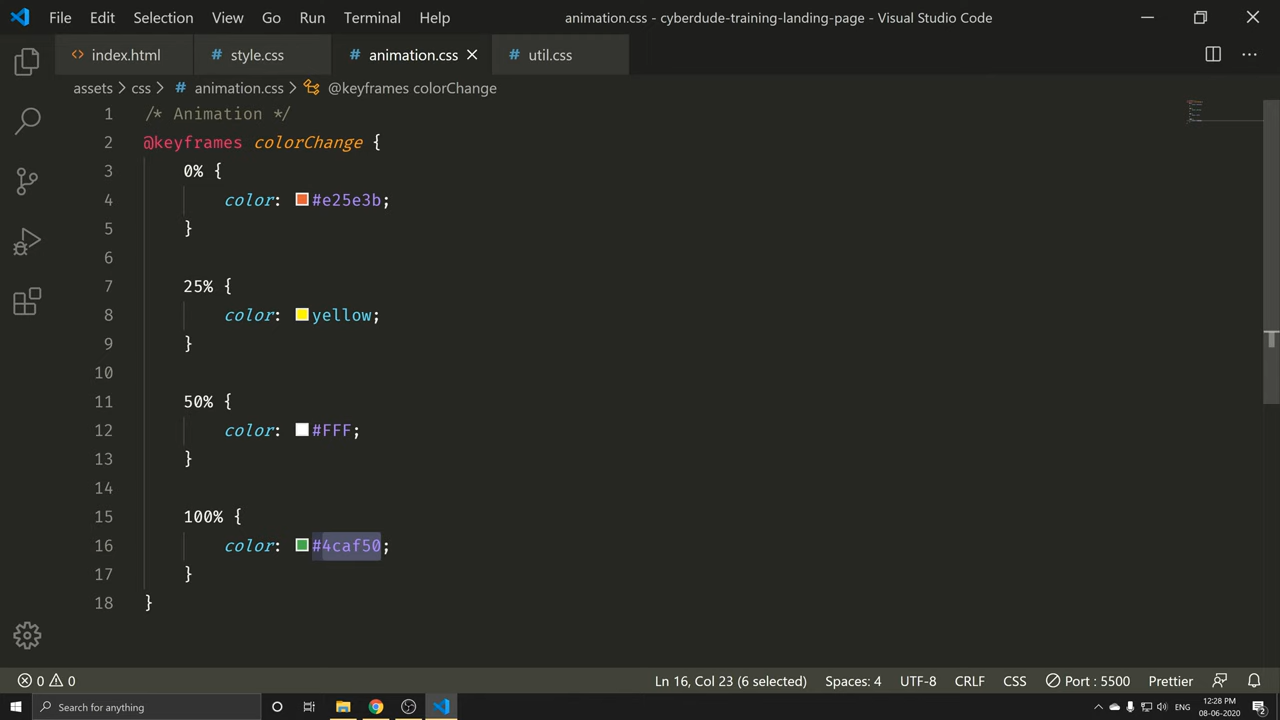 File Edit Selection View Go Run Terminal Help animation.css - cyberdude-training-landing-page - Visual Studio Code
index.html # style.css # animation.css # util.css
assets > css > # animation.css > @keyframes colorChange
1 /* Animation */
2 @keyframes colorChange {
3 0% {
4 color: #e25e3b;
5 }
6
7 25% {
8 color: yellow;
9 }
10
11 50% {
12 color: #FFF;
13 }
14
15 100% {
16 color: #4caf50;
17 }
18 }
0 0 Ln 16, Col 23 (6 selected) Spaces: 4 UTF-8 CRLF CSS Port : 5500 Prettier
Search for anything ENG 12:28 PM
08-06-2020 2